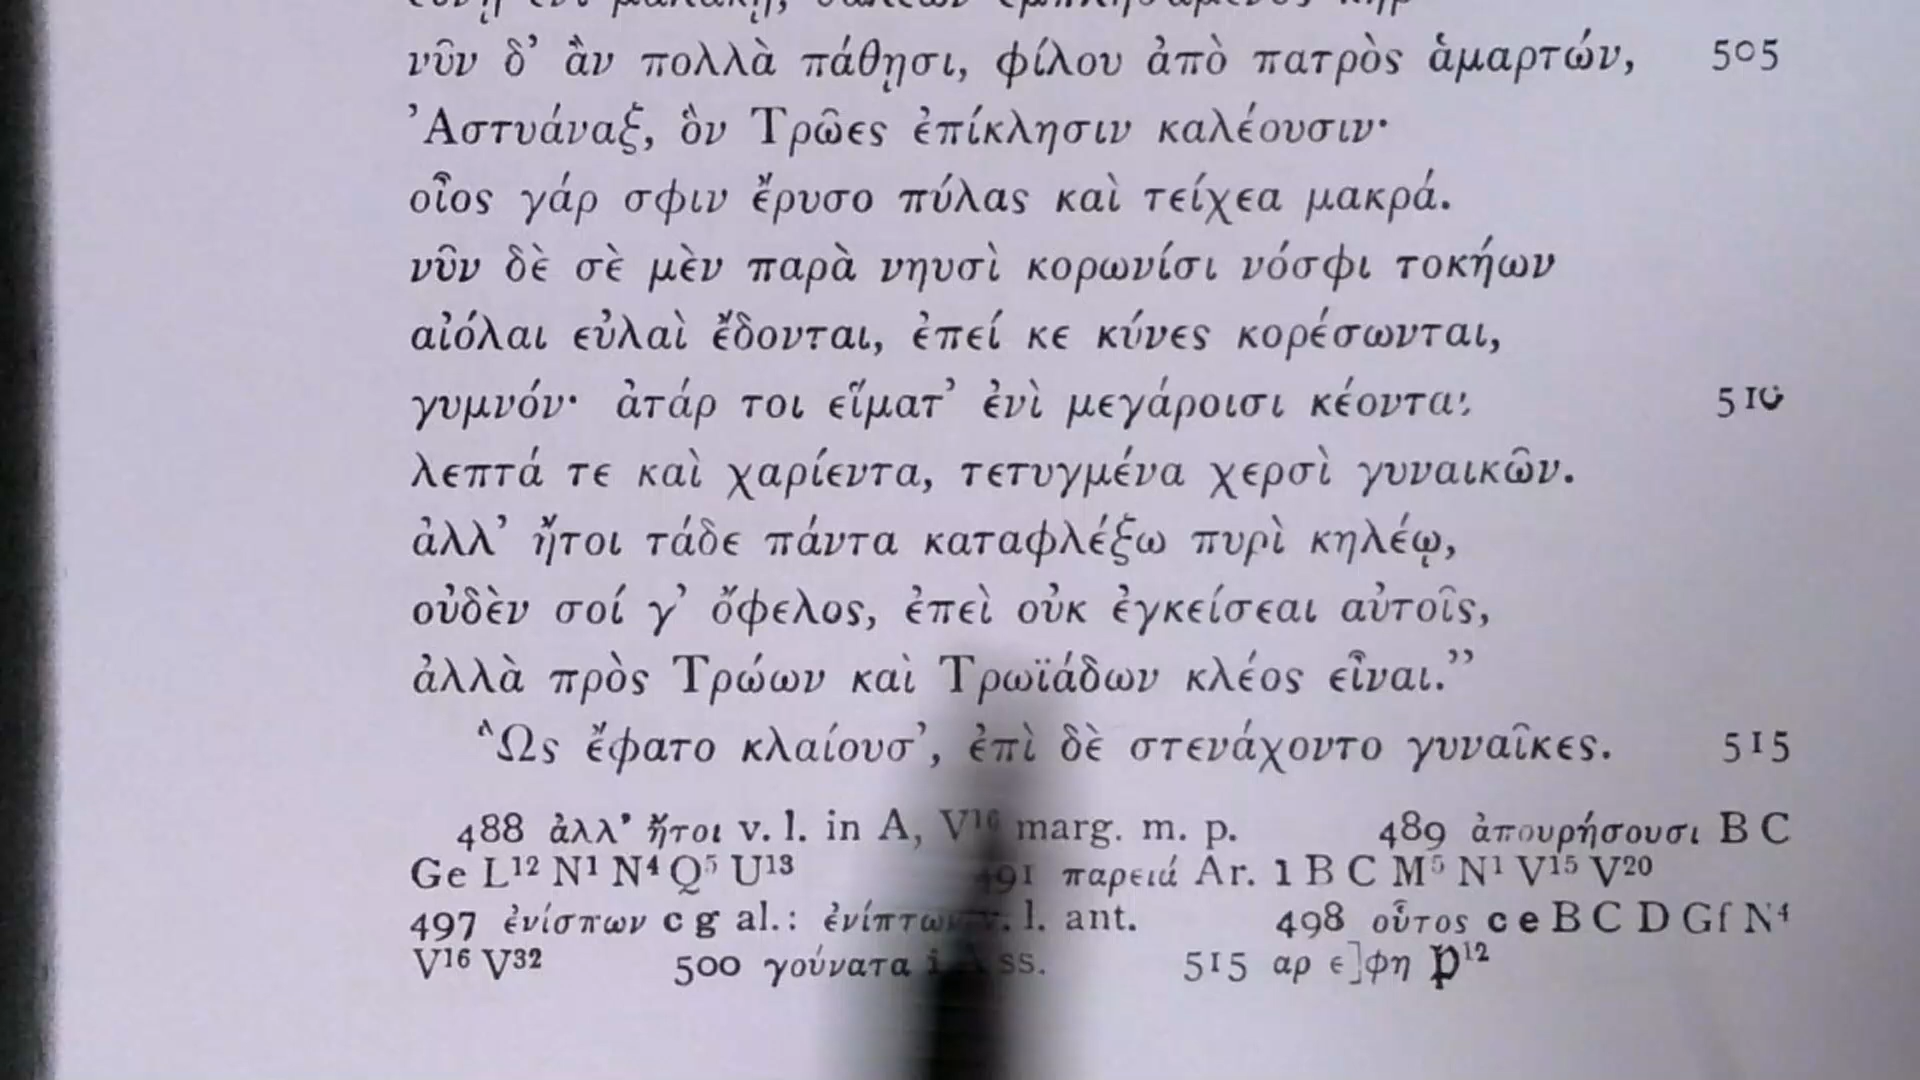 νῦν δ’ ἂν πολλὰ πάθῃσι, φίλου ἀπὸ πατρὸς ἁμαρτών, 505
Ἀστυάναξ, ὃν Τρῶες ἐπίκλησιν καλέουσιν·
οἶος γάρ σφιν ἔρυσο πύλας καὶ τείχεα μακρά.
νῦν δὲ σὲ μὲν παρὰ νηυσὶ κορωνίσι νόσφι τοκήων
αἰόλαι εὐλαὶ ἔδονται, ἐπεί κε κύνες κορέσωνται,
γυμνόν· ἀτάρ τοι εἵματ’ ἐνὶ μεγάροισι κέονται 510
λεπτά τε καὶ χαρίεντα, τετυγμένα χερσὶ γυναικῶν.
ἀλλ’ ἤτοι τάδε πάντα καταφλέξω πυρὶ κηλέῳ,
οὐδὲν σοί γ’ ὄφελος, ἐπεὶ οὐκ ἐγκείσεαι αὐτοῖς,
ἀλλὰ πρὸς Τρώων καὶ Τρωϊάδων κλέος εἶναι.”
Ὣς ἔφατο κλαίουσ’, ἐπὶ δὲ στενάχοντο γυναῖκες. 515
488 ἀλλ’ ἤτοι v. l. in A, V¹⁶ marg. m. p. 489 ἀπουρήσουσι B C
Ge L¹² N¹ N⁴ Q⁵ U¹³ 491 παρειά Ar. 1 B C M⁵ N¹ V¹⁵ V²⁰
497 ἐνίσπων c g al.: ἐνίπτων v. l. ant. 498 οὗτος c e B C D Gf N⁴
V¹⁶ V³² 500 γούνατα ss. 515 αρ ε]φη 𝔓¹²